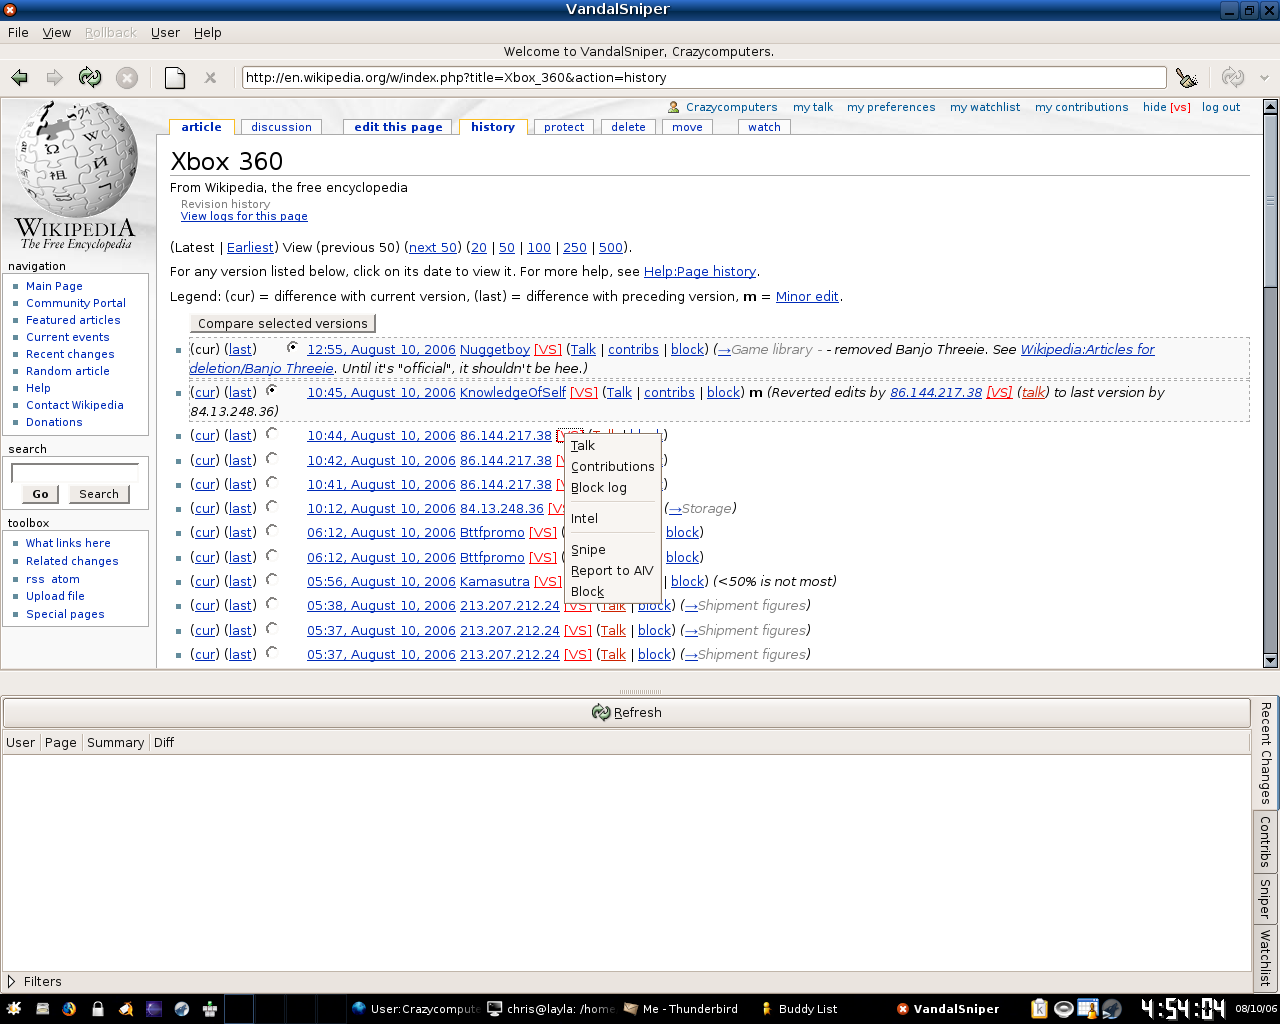 VandalSniper
File View Rollback User Help
Welcome to VandalSniper, Crazycomputers.
http://en.wikipedia.org/w/index.php?title=Xbox_360&action=history
Crazycomputers my talk my preferences my watchlist my contributions hide [vs] log out
article discussion edit this page history protect delete move watch
Xbox 360
From Wikipedia, the free encyclopedia
Revision history
View logs for this page
WIKIPEDIA
The Free Encyclopedia
navigation
Main Page
Community Portal
Featured articles
Current events
Recent changes
Random article
Help
Contact Wikipedia
Donations
search
Go Search
toolbox
What links here
Related changes
rss atom
Upload file
Special pages
(Latest | Earliest) View (previous 50) (next 50) (20 | 50 | 100 | 250 | 500).
For any version listed below, click on its date to view it. For more help, see Help:Page history.
Legend: (cur) = difference with current version, (last) = difference with preceding version, m = Minor edit.
Compare selected versions
(cur) (last) 12:55, August 10, 2006 Nuggetboy [VS] (Talk | contribs | block) (→Game library - - removed Banjo Threeie. See Wikipedia:Articles for
deletion/Banjo Threeie. Until it's "official", it shouldn't be hee.)
(cur) (last) 10:45, August 10, 2006 KnowledgeOfSelf [VS] (Talk | contribs | block) m (Reverted edits by 86.144.217.38 [VS] (talk) to last version by
84.13.248.36)
(cur) (last) 10:44, August 10, 2006 86.144.217.38
(cur) (last) 10:42, August 10, 2006 86.144.217.38
(cur) (last) 10:41, August 10, 2006 86.144.217.38
(cur) (last) 10:12, August 10, 2006 84.13.248.36 (→Storage)
(cur) (last) 06:12, August 10, 2006 Bttfpromo [VS] ( block)
(cur) (last) 06:12, August 10, 2006 Bttfpromo [VS] ( block)
(cur) (last) 05:56, August 10, 2006 Kamasutra [VS] | block) (<50% is not most)
(cur) (last) 05:38, August 10, 2006 213.207.212.24 [VS] (Talk | block) (→Shipment figures)
(cur) (last) 05:37, August 10, 2006 213.207.212.24 [VS] (Talk | block) (→Shipment figures)
(cur) (last) 05:37, August 10, 2006 213.207.212.24 [VS] (Talk | block) (→Shipment figures)
Talk
Contributions
Block log
Intel
Snipe
Report to AIV
Block
Refresh
User Page Summary Diff
Recent Changes
Contribs
Sniper
Watchlist
Filters
User:Crazycompute chris@layla: /home Me - Thunderbird Buddy List VandalSniper 4:54:04 08/10/06